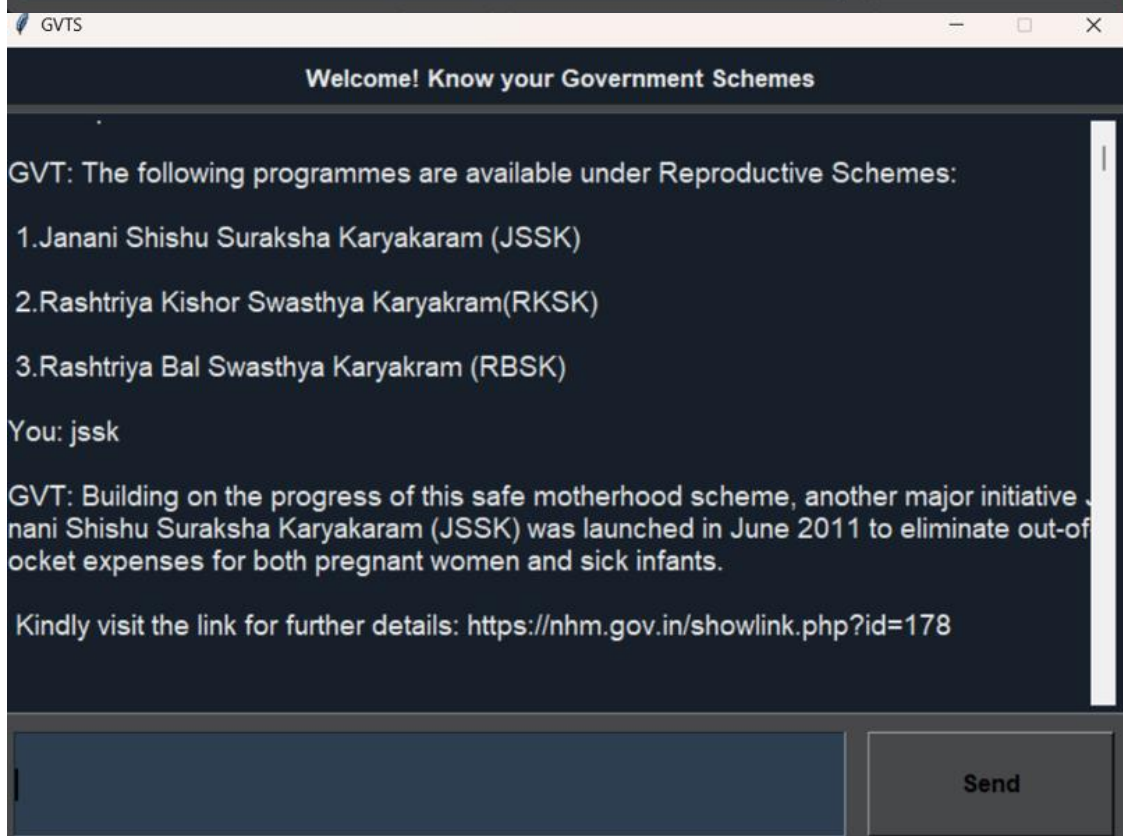 GVTS
Welcome! Know your Government Schemes
GVT: The following programmes are available under Reproductive Schemes:
1.Janani Shishu Suraksha Karyakaram (JSSK)
2.Rashtriya Kishor Swasthya Karyakram(RKSK)
3.Rashtriya Bal Swasthya Karyakram (RBSK)
You: jssk
GVT: Building on the progress of this safe motherhood scheme, another major initiative
nani Shishu Suraksha Karyakaram (JSSK) was launched in June 2011 to eliminate out-of
ocket expenses for both pregnant women and sick infants.
Kindly visit the link for further details: https://nhm.gov.in/showlink.php?id=178
Send